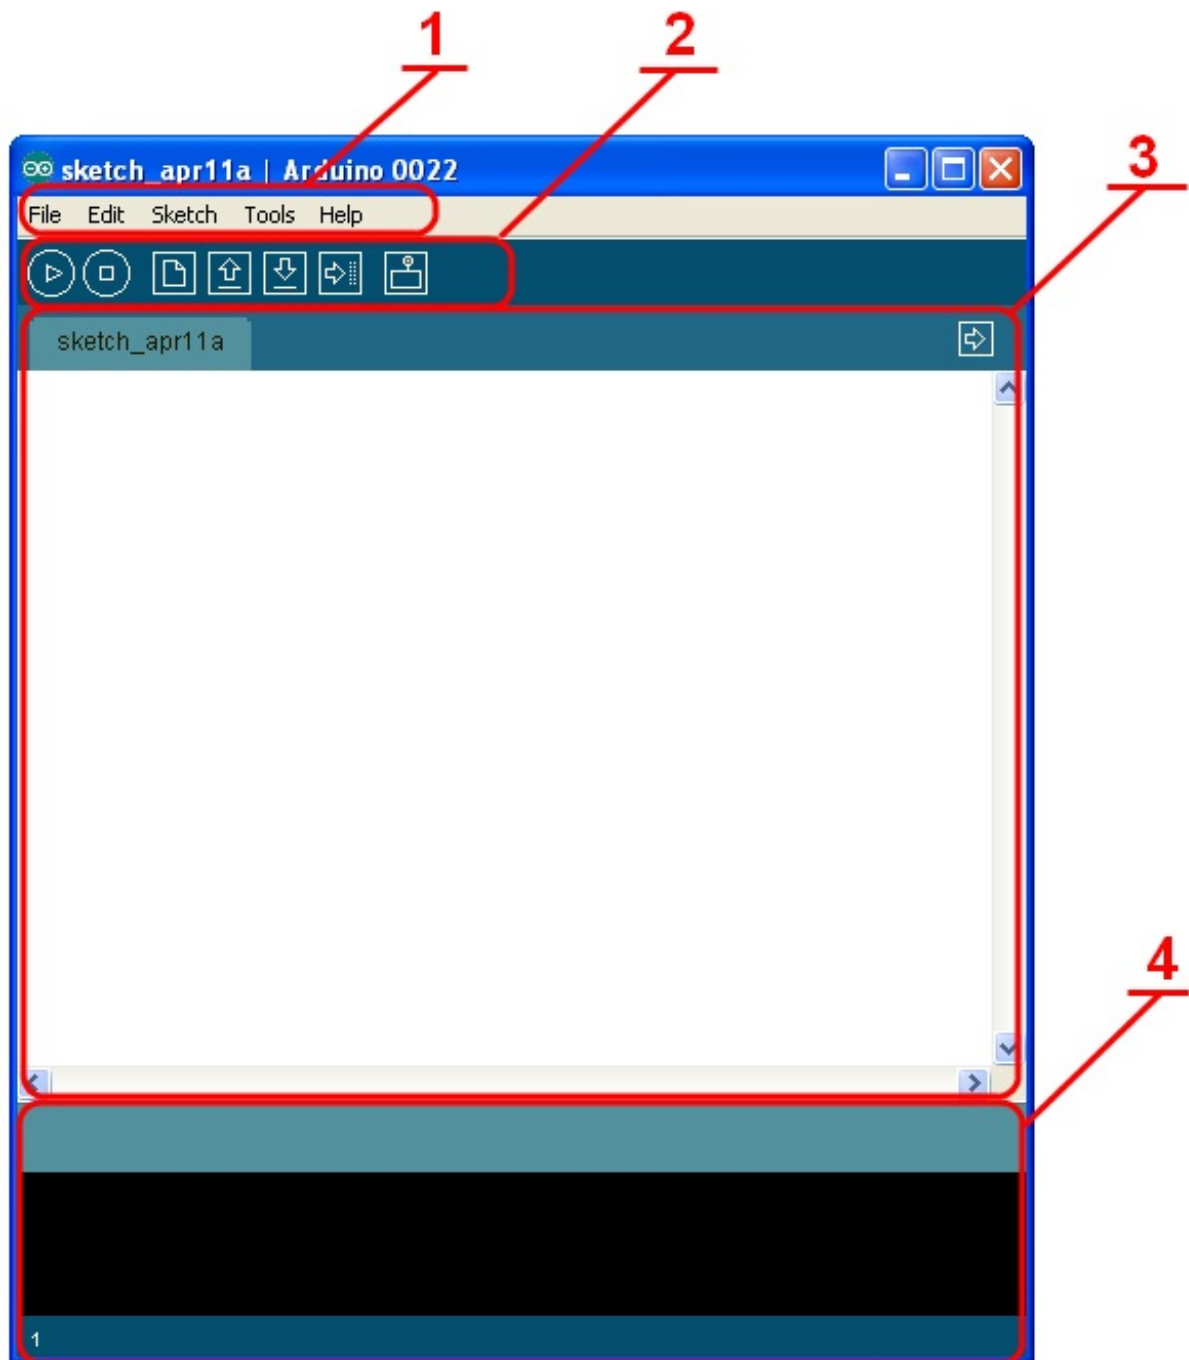 1 2
3
sketch_apr11a | Arduino 0022
File Edit Sketch Tools Help
sketch_apr11a
4
1